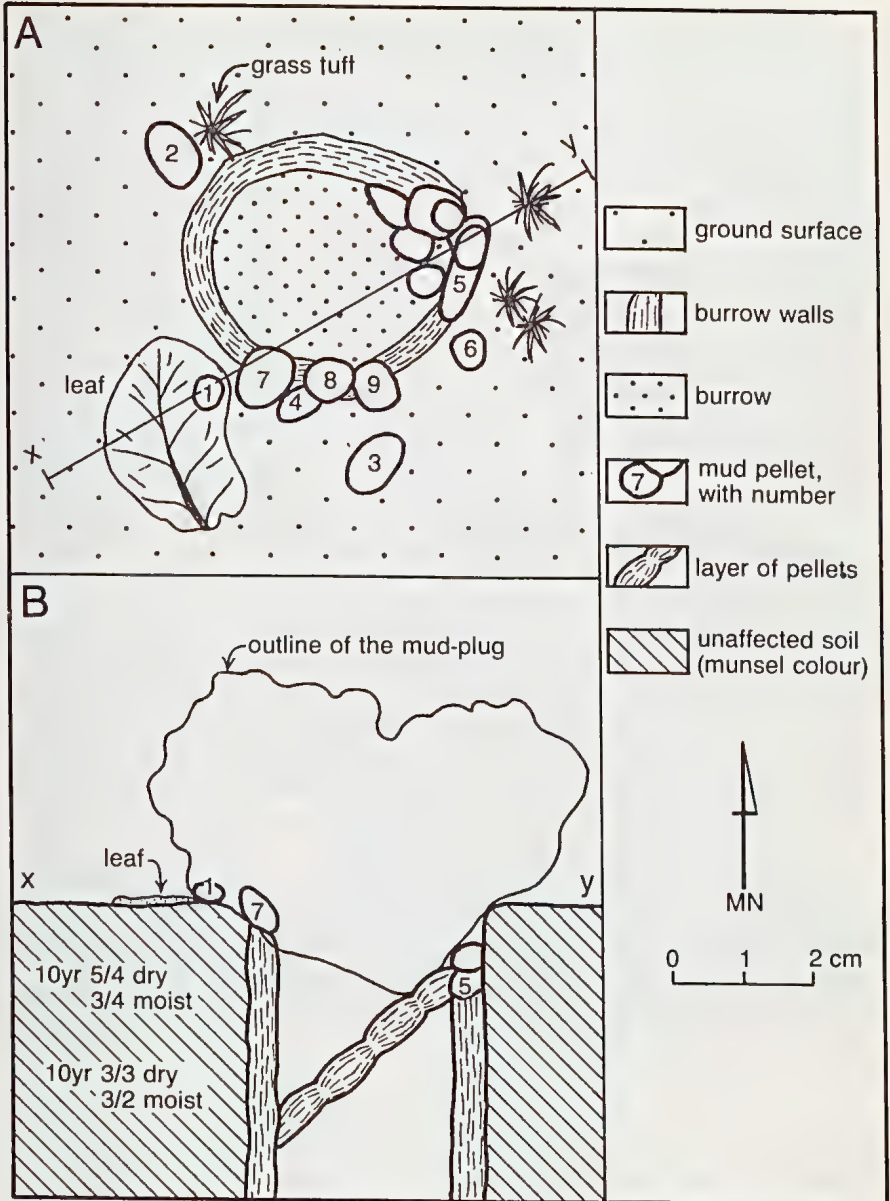 A
grass tuft
2
y
5
6
leaf
1
7
8
9
4
3
x
ground surface
burrow walls
burrow
7
mud pellet,
with number
layer of pellets
unaffected soil
(munsel colour)
MN
0 1 2 cm
B
outline of the mud-plug
leaf
x
1
7
y
5
10yr 5/4 dry
3/4 moist
10yr 3/3 dry
3/2 moist